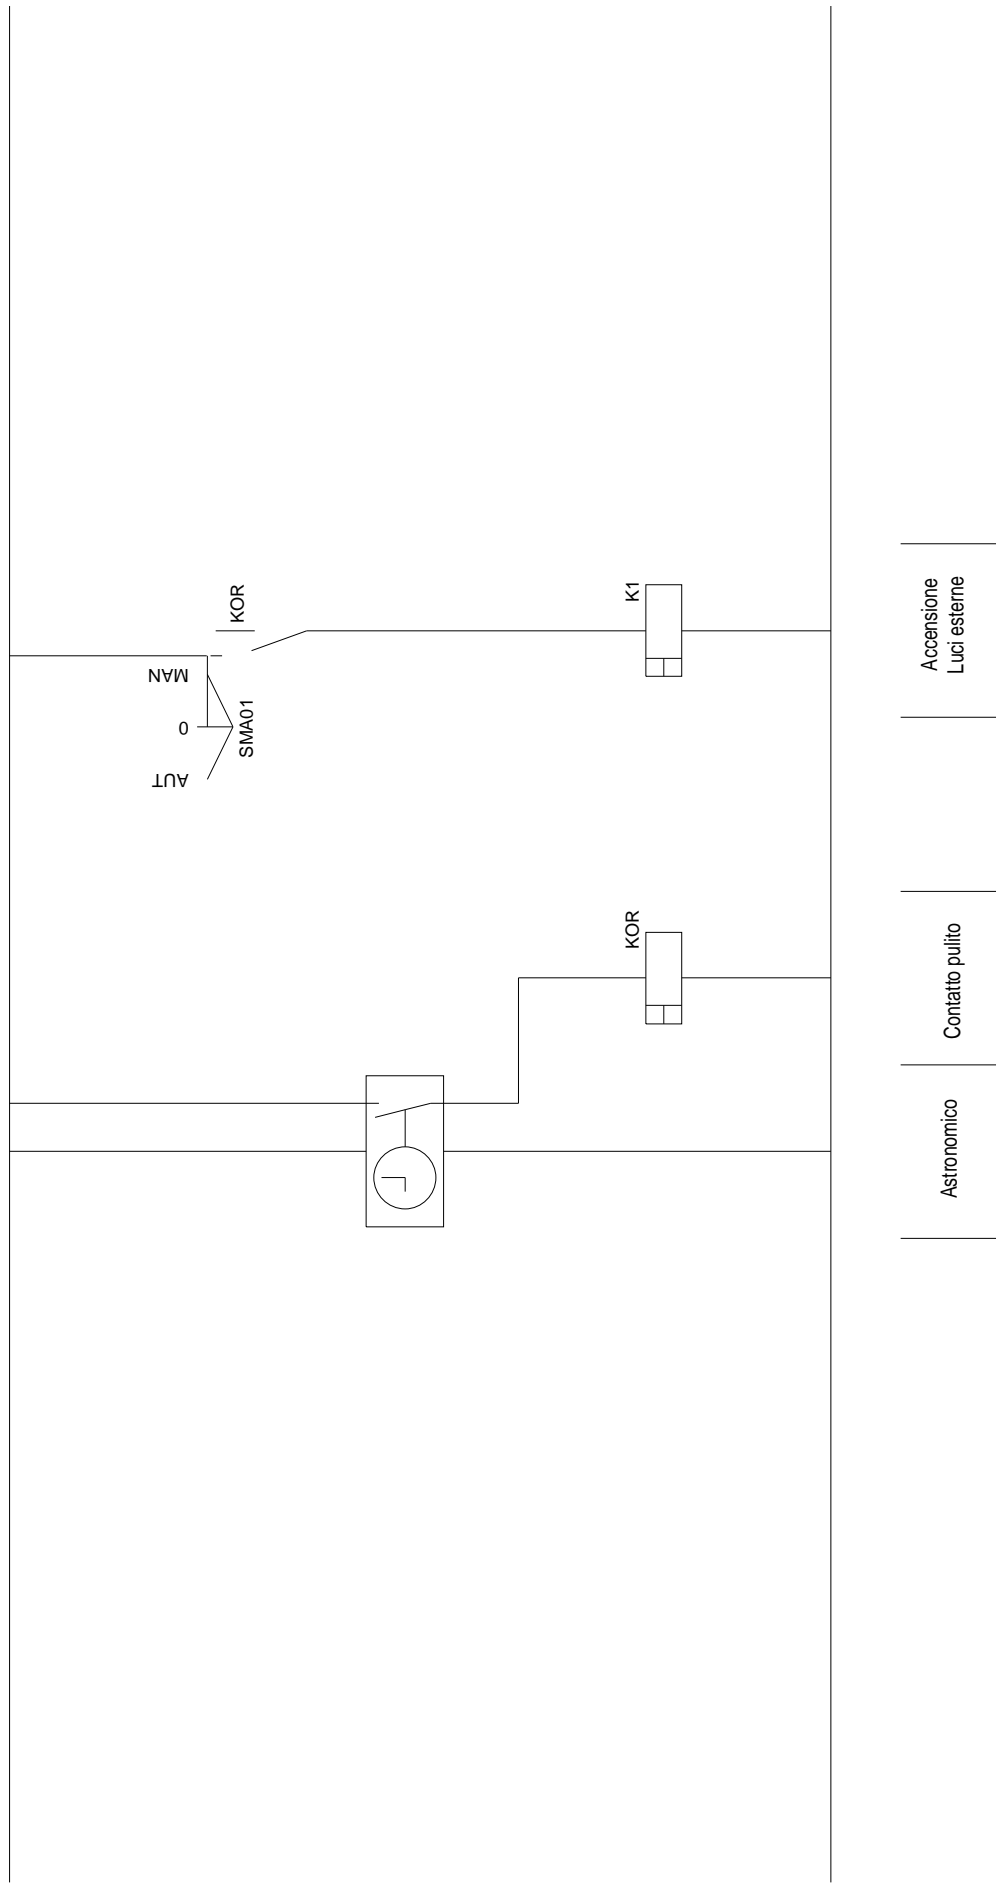 MAN
0
AUT
SMA01
KOR
K1
KOR
Accensione
Luci esterne
Contatto pulito
Astronomico